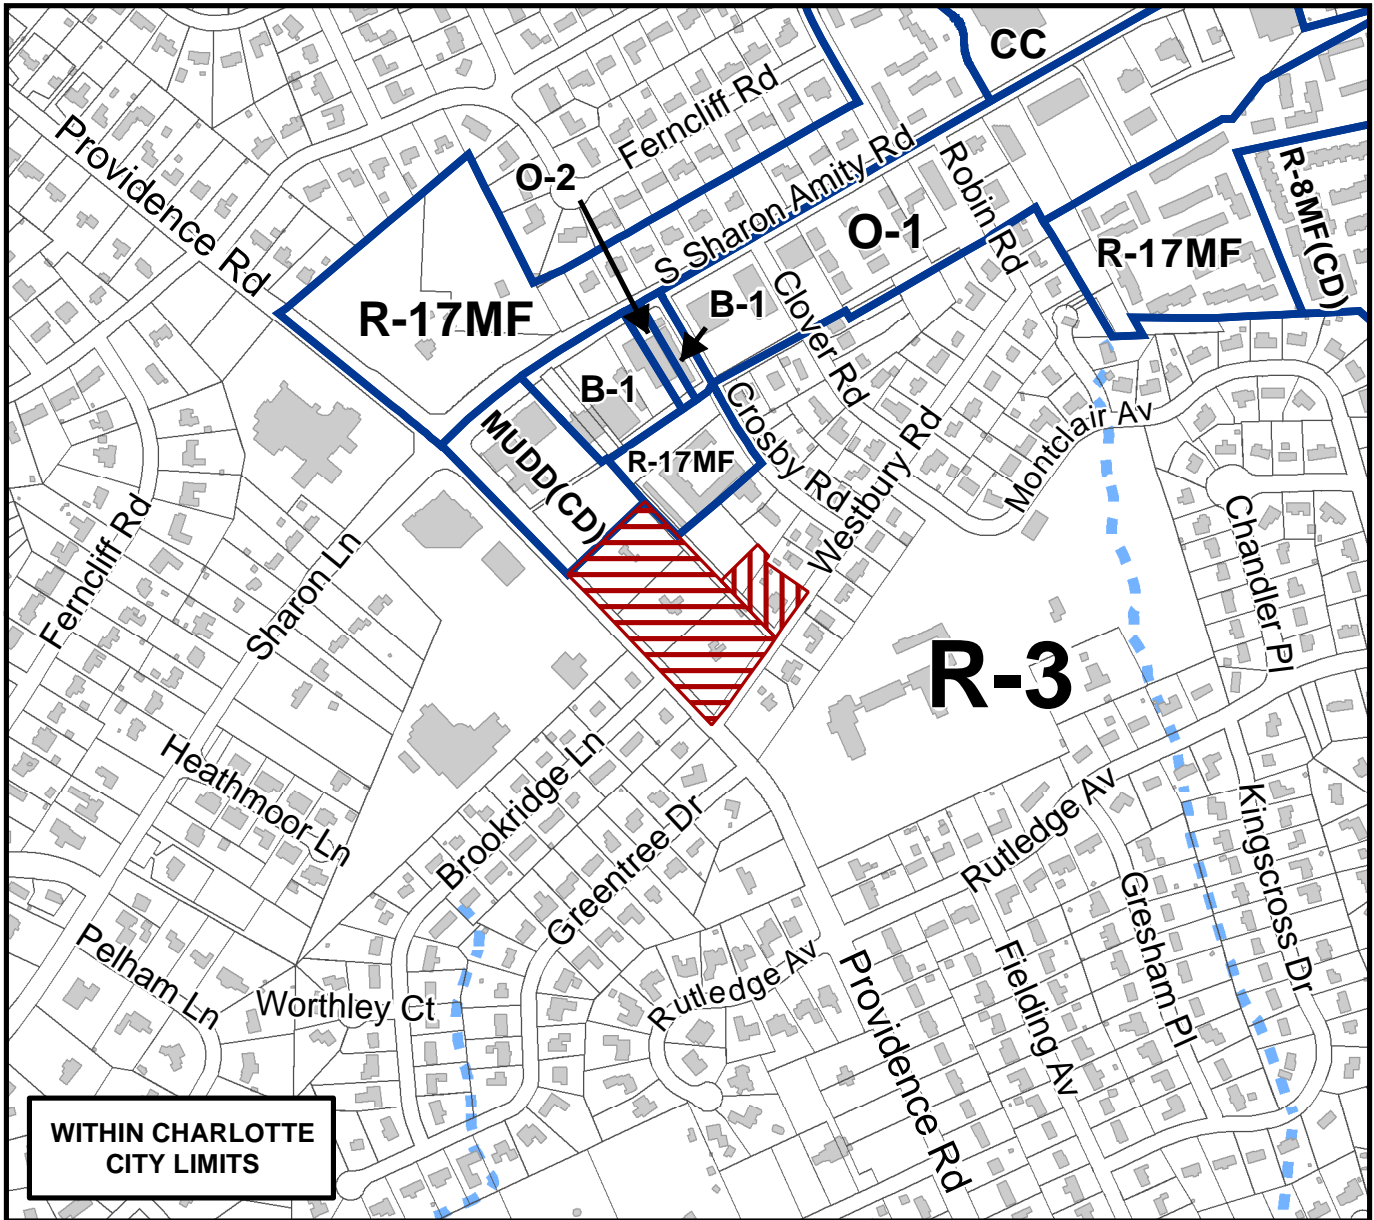 CC
Ferncliff Rd
Providence Rd
O-2
S Sharon Amity Rd
Robin Rd
R-8MF(CD)
O-1
R-17MF
R-17MF
B-1
Clover Rd
B-1
MUDD(CD)
R-17MF
Crosby Rd
Westbury Rd
Montclair Av
Ferncliff Rd
Sharon Ln
Chandler Pl
R-3
Heathmoor Ln
Brookridge Ln
Greentree Dr
Rutledge Av
Kingscross Dr
Gresham Pl
Pelham Ln
Worthley Ct
Rutledge Av
Providence Rd
Fielding Av
WITHIN CHARLOTTE
CITY LIMITS